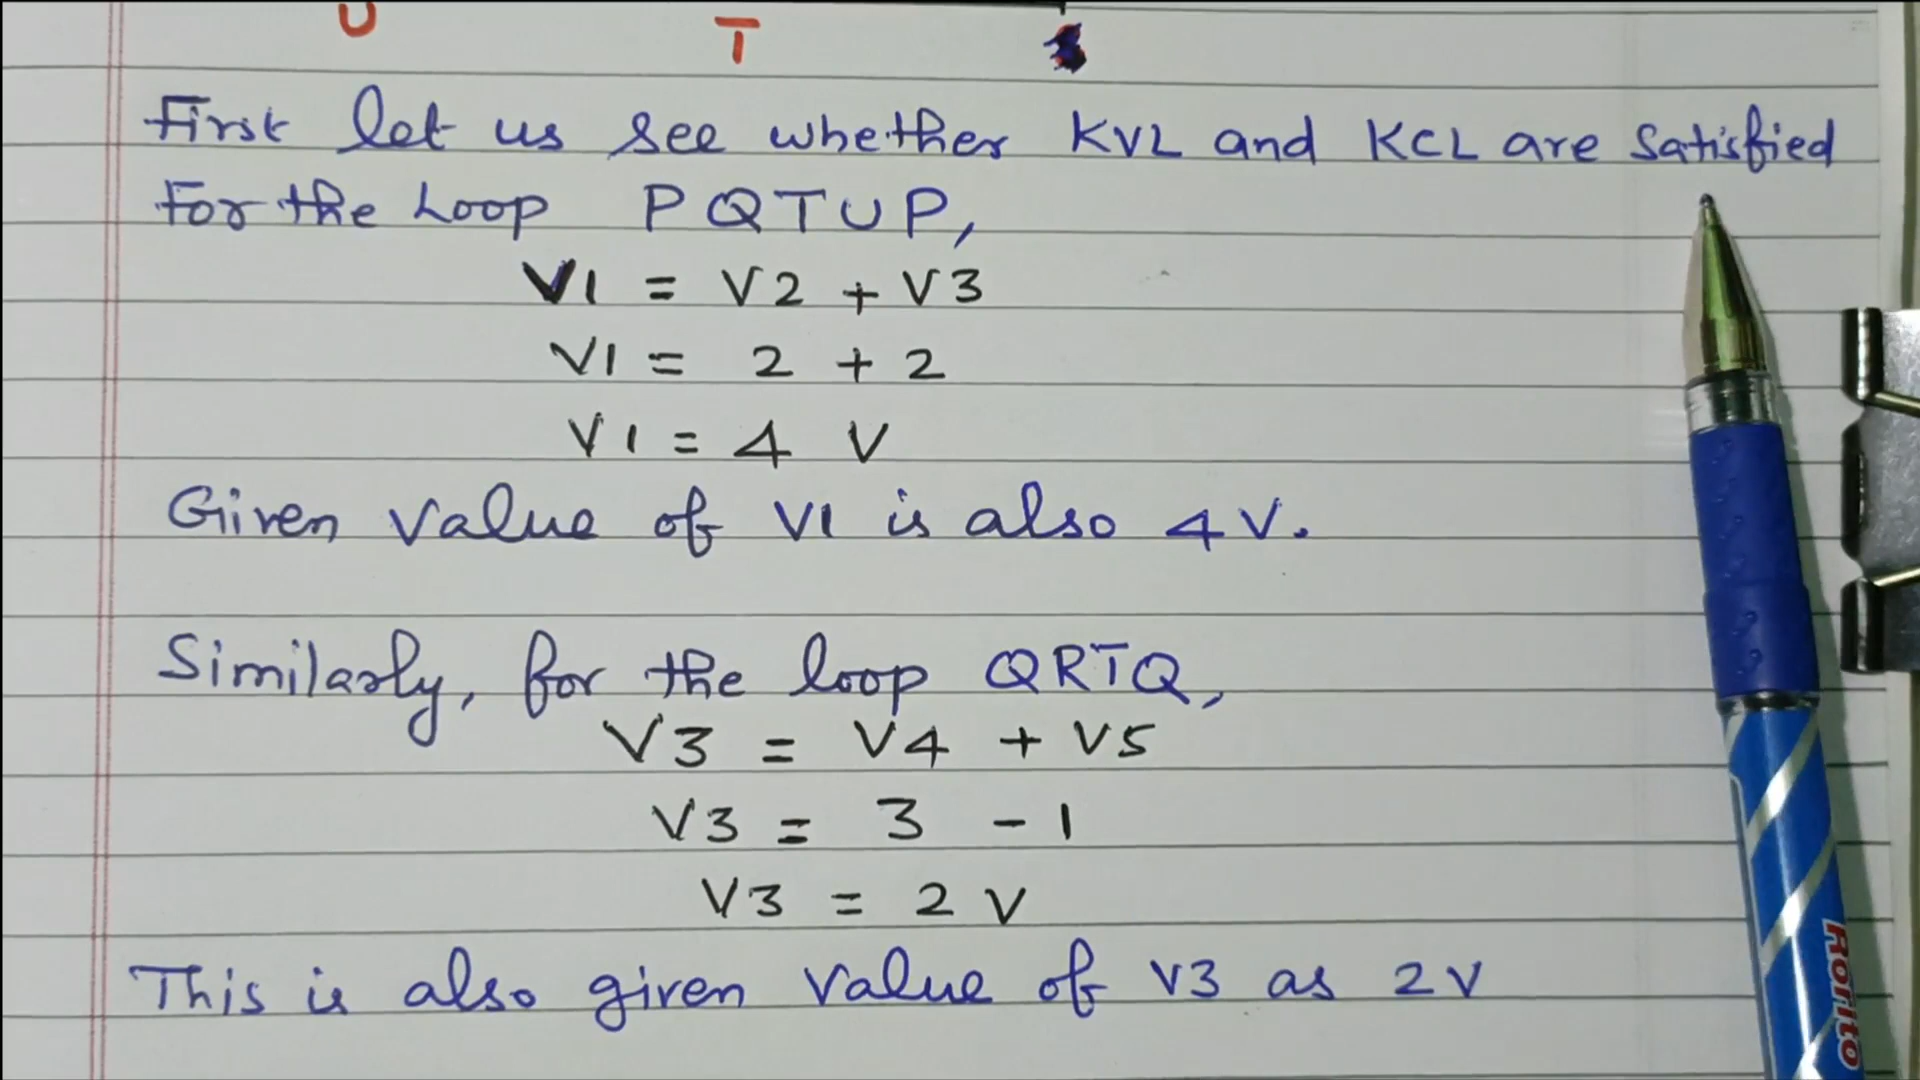 U T
First let us see whether KVL and KCL are satisfied
For the Loop PQTUP,
V1 = V2 + V3
V1 = 2 + 2
V1 = 4 V
Given value of V1 is also 4V.
Similarly, for the loop QRTQ,
V3 = V4 + V5
V3 = 3 - 1
V3 = 2 V
This is also given value of V3 as 2V
Rorito